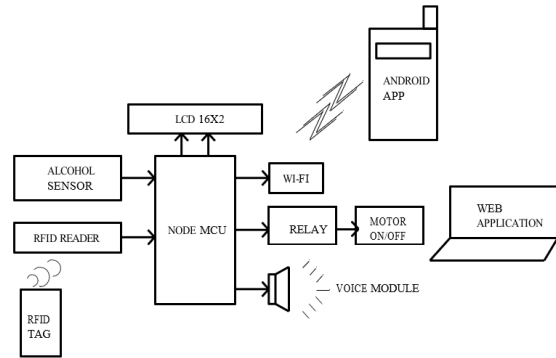 ANDROID
APP
LCD 16X2
ALCOHOL
SENSOR
WI-FI
NODE MCU
RFID READER
RELAY
MOTOR
ON/OFF
WEB
APPLICATION
VOICE MODULE
RFID
TAG